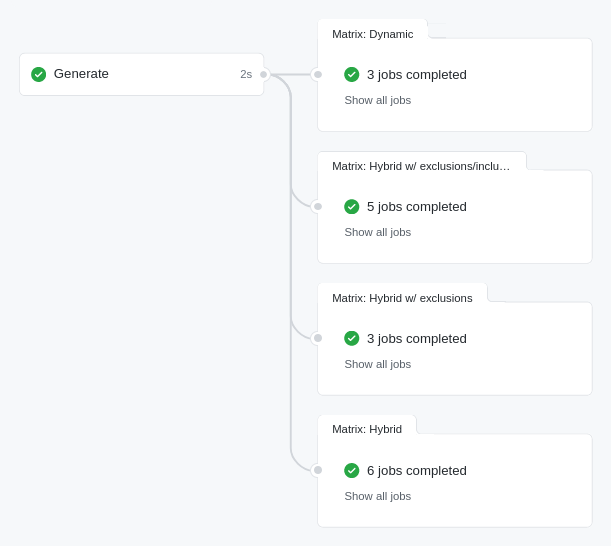 Generate
2s
Matrix: Dynamic
3 jobs completed
Show all jobs
Matrix: Hybrid w/ exclusions/inclu…
5 jobs completed
Show all jobs
Matrix: Hybrid w/ exclusions
3 jobs completed
Show all jobs
Matrix: Hybrid
6 jobs completed
Show all jobs